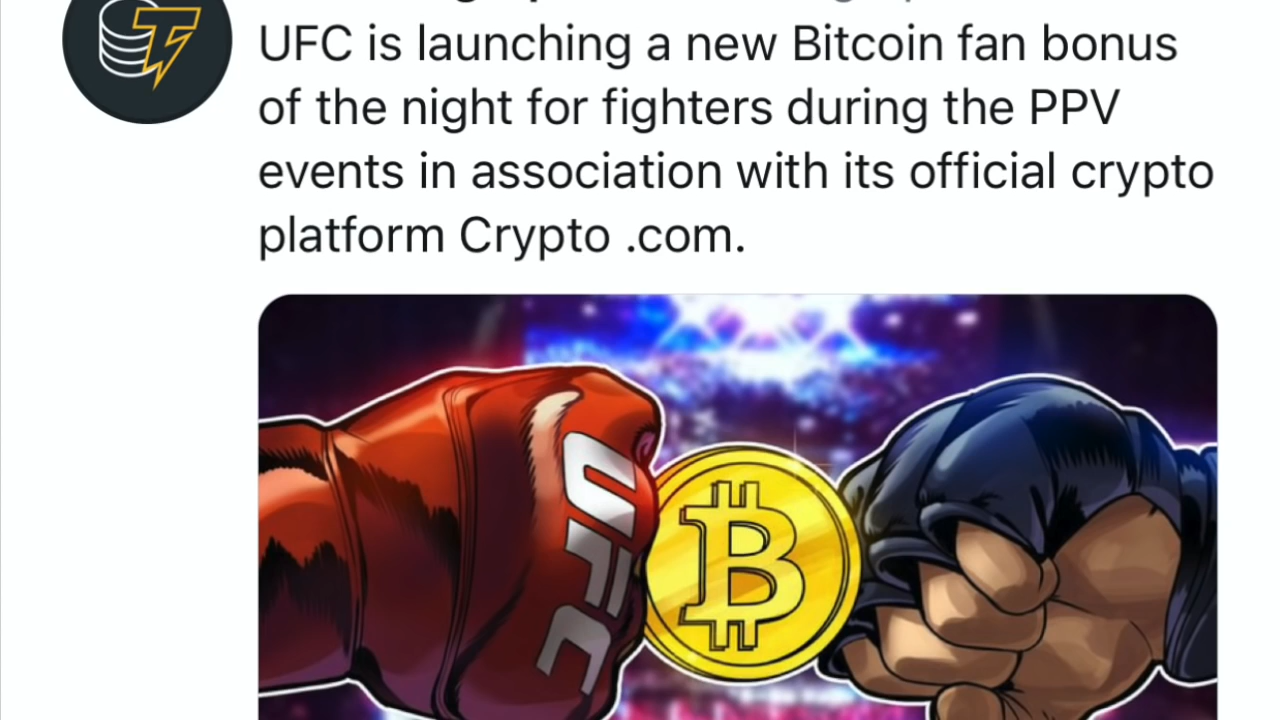 UFC is launching a new Bitcoin fan bonus
of the night for fighters during the PPV
events in association with its official crypto
platform Crypto .com.
UFC